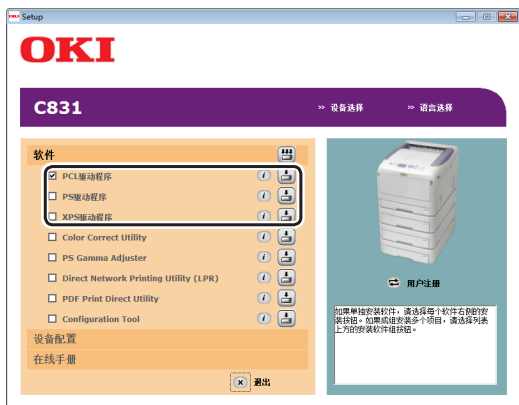 Setup
OKI
C831
» 设备选择 » 语言选择
软件
PCL驱动程序
PS驱动程序
XPS驱动程序
Color Correct Utility
PS Gamma Adjuster
Direct Network Printing Utility (LPR)
PDF Print Direct Utility
Configuration Tool
设备配置
在线手册
退出
用户注册
如果单独安装软件，请选择每个软件右侧的安
装按钮。如果成组安装多个项目，请选择列表
上方的安装软件组按钮。